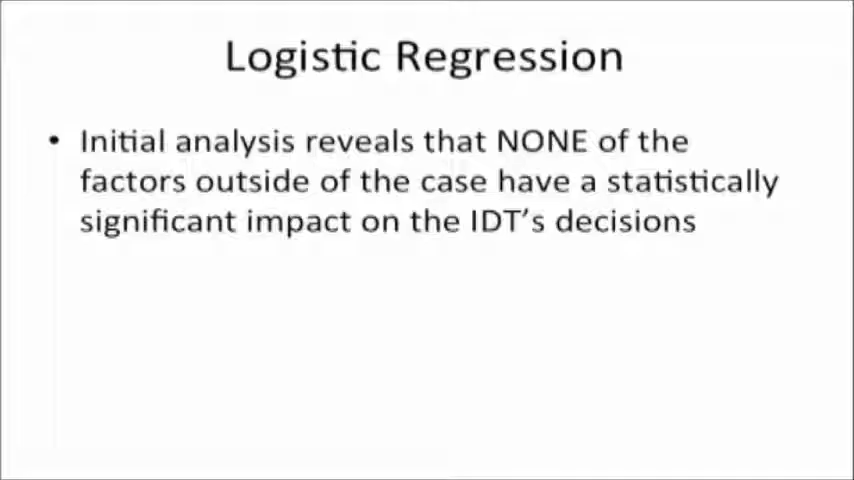 Logistic Regression
• Initial analysis reveals that NONE of the
factors outside of the case have a statistically
significant impact on the IDT’s decisions